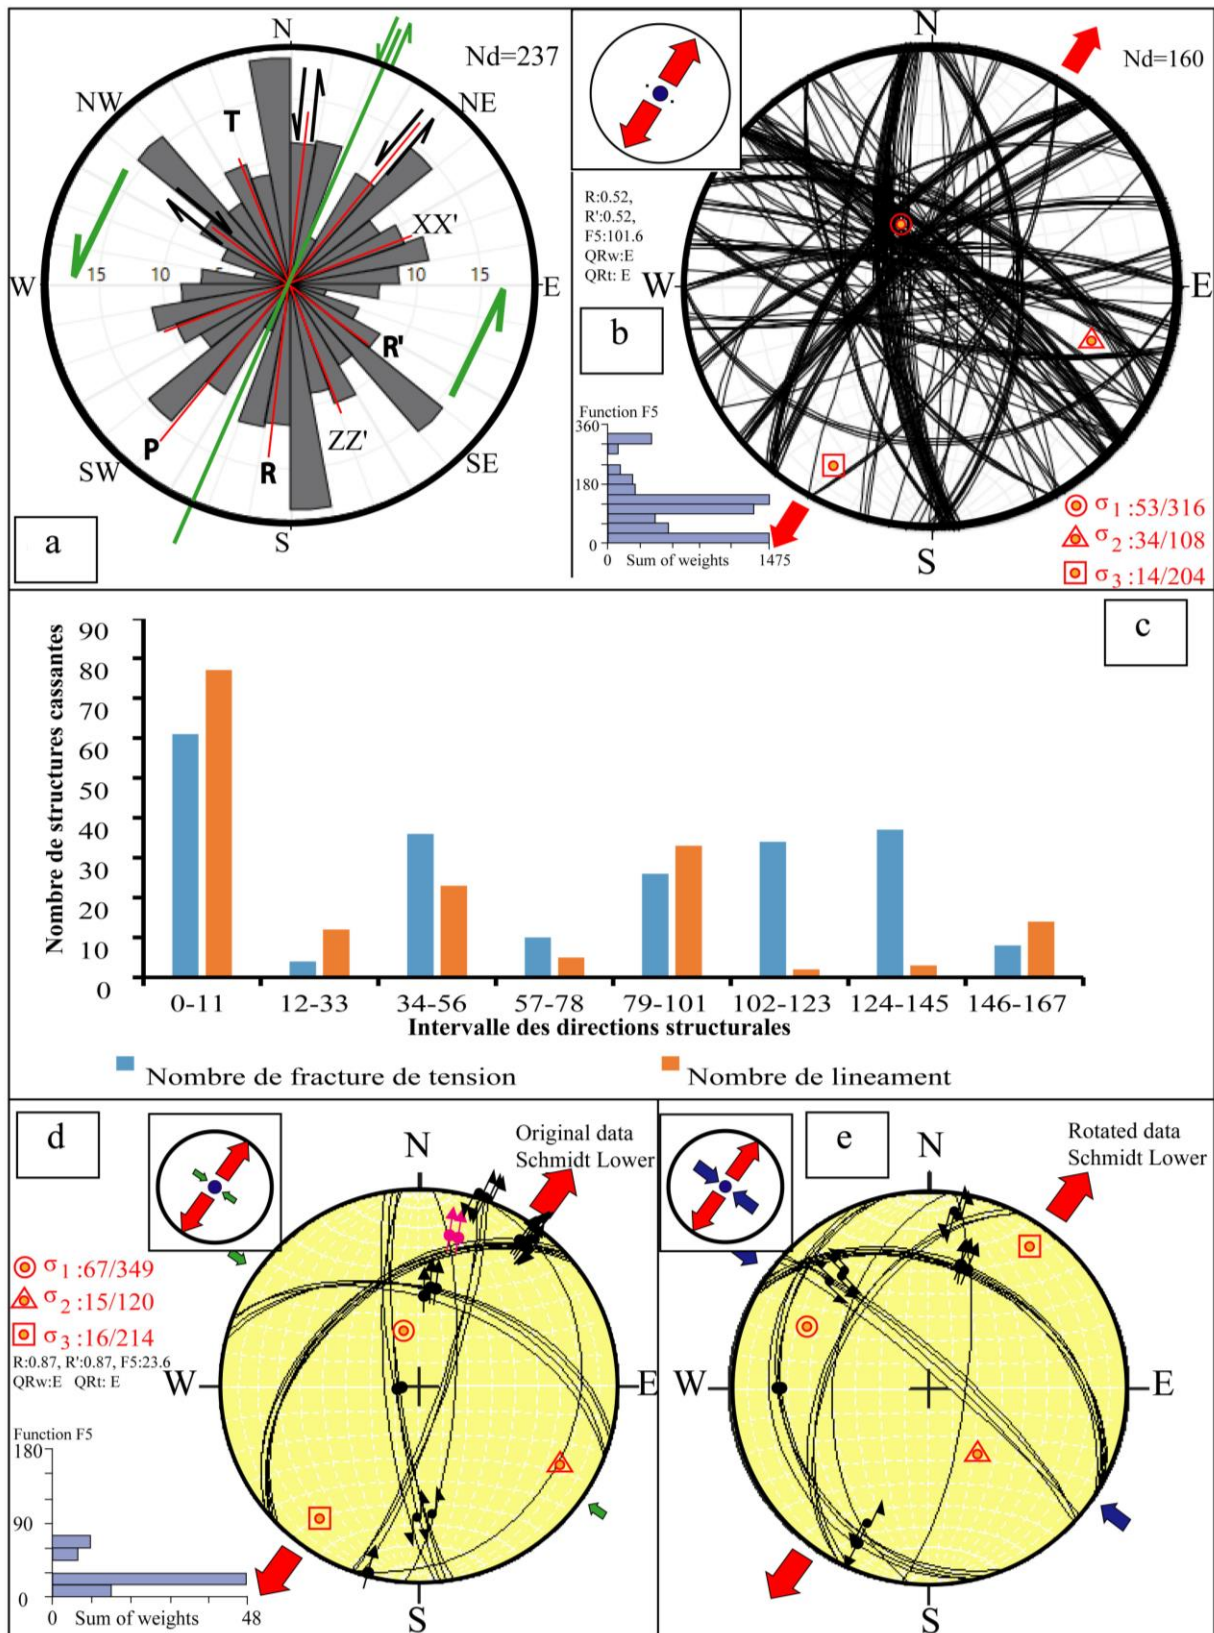 N
Nd=237
NW
NE
T
XX'
W
15
10
10
15
E
R'
ZZ'
P
R
SW
SE
S
a
N
Nd=160
R:0.52,
R':0.52,
F5:101.6
QRw:E
QRt: E
W
E
b
Function F5
360
180
0
0 Sum of weights 1475
S
σ1 :53/316
σ2 :34/108
σ3 :14/204
c
Nombre de structures cassantes
90
80
70
60
50
40
30
20
10
0
0-11 12-33 34-56 57-78 79-101 102-123 124-145 146-167
Intervalle des directions structurales
Nombre de fracture de tension
Nombre de lineament
d
N
Original data
Schmidt Lower
σ1 :67/349
σ2 :15/120
σ3 :16/214
R:0.87, R':0.87, F5:23.6
QRw:E QRt: E
W
E
Function F5
180
90
0
0 Sum of weights 48
S
e
N
Rotated data
Schmidt Lower
W
E
S